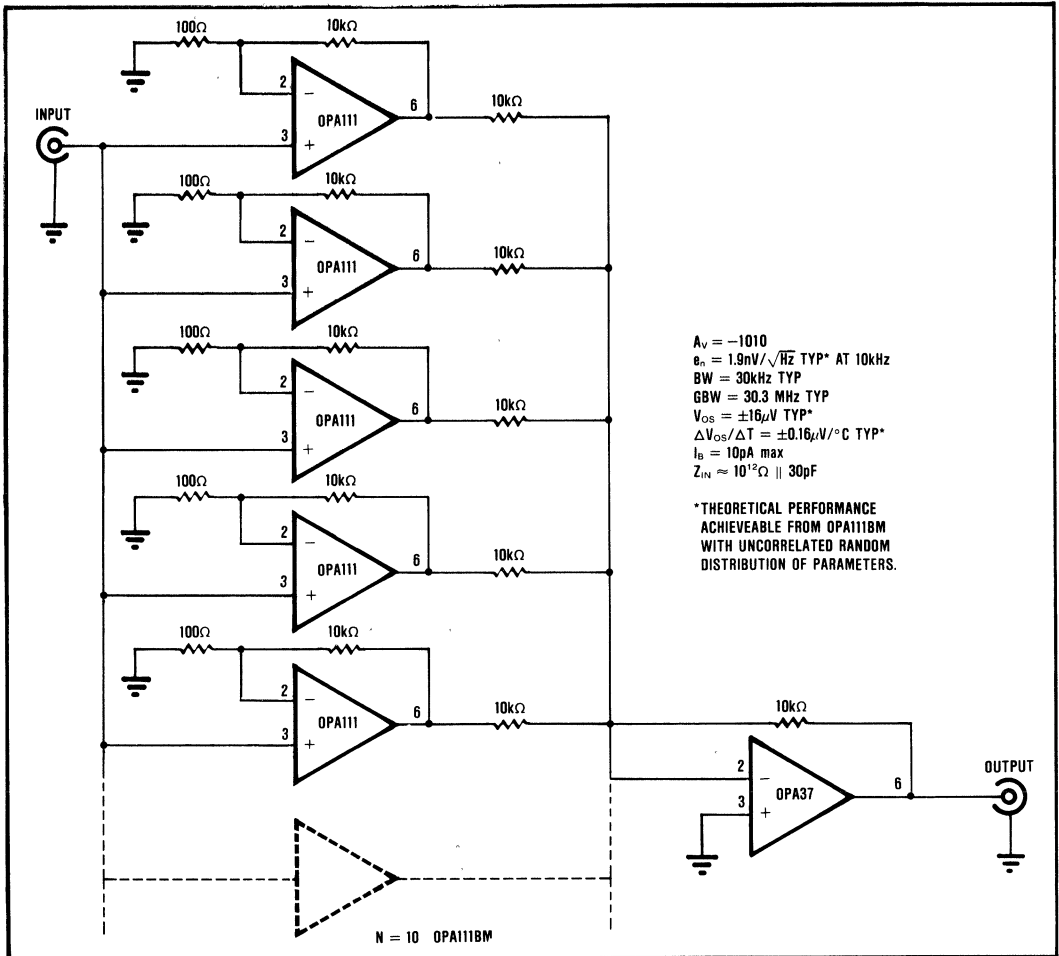 100Ω 10kΩ
2
−
OPA111
6
10kΩ
INPUT
3
+
100Ω 10kΩ
2
−
OPA111
6
10kΩ
3
+
100Ω 10kΩ
2
−
OPA111
6
10kΩ
3
+
100Ω 10kΩ
2
−
OPA111
6
10kΩ
3
+
100Ω 10kΩ
2
−
OPA111
6
10kΩ
3
+
N = 10 OPA111BM
A_V = −1010
e_n = 1.9nV/√Hz TYP* AT 10kHz
BW = 30kHz TYP
GBW = 30.3 MHz TYP
V_OS = ±16μV TYP*
ΔV_OS/ΔT = ±0.16μV/°C TYP*
I_B = 10pA max
Z_IN ≈ 10¹²Ω || 30pF
*THEORETICAL PERFORMANCE
ACHIEVEABLE FROM OPA111BM
WITH UNCORRELATED RANDOM
DISTRIBUTION OF PARAMETERS.
10kΩ
2
−
OPA37
6
3
+
OUTPUT